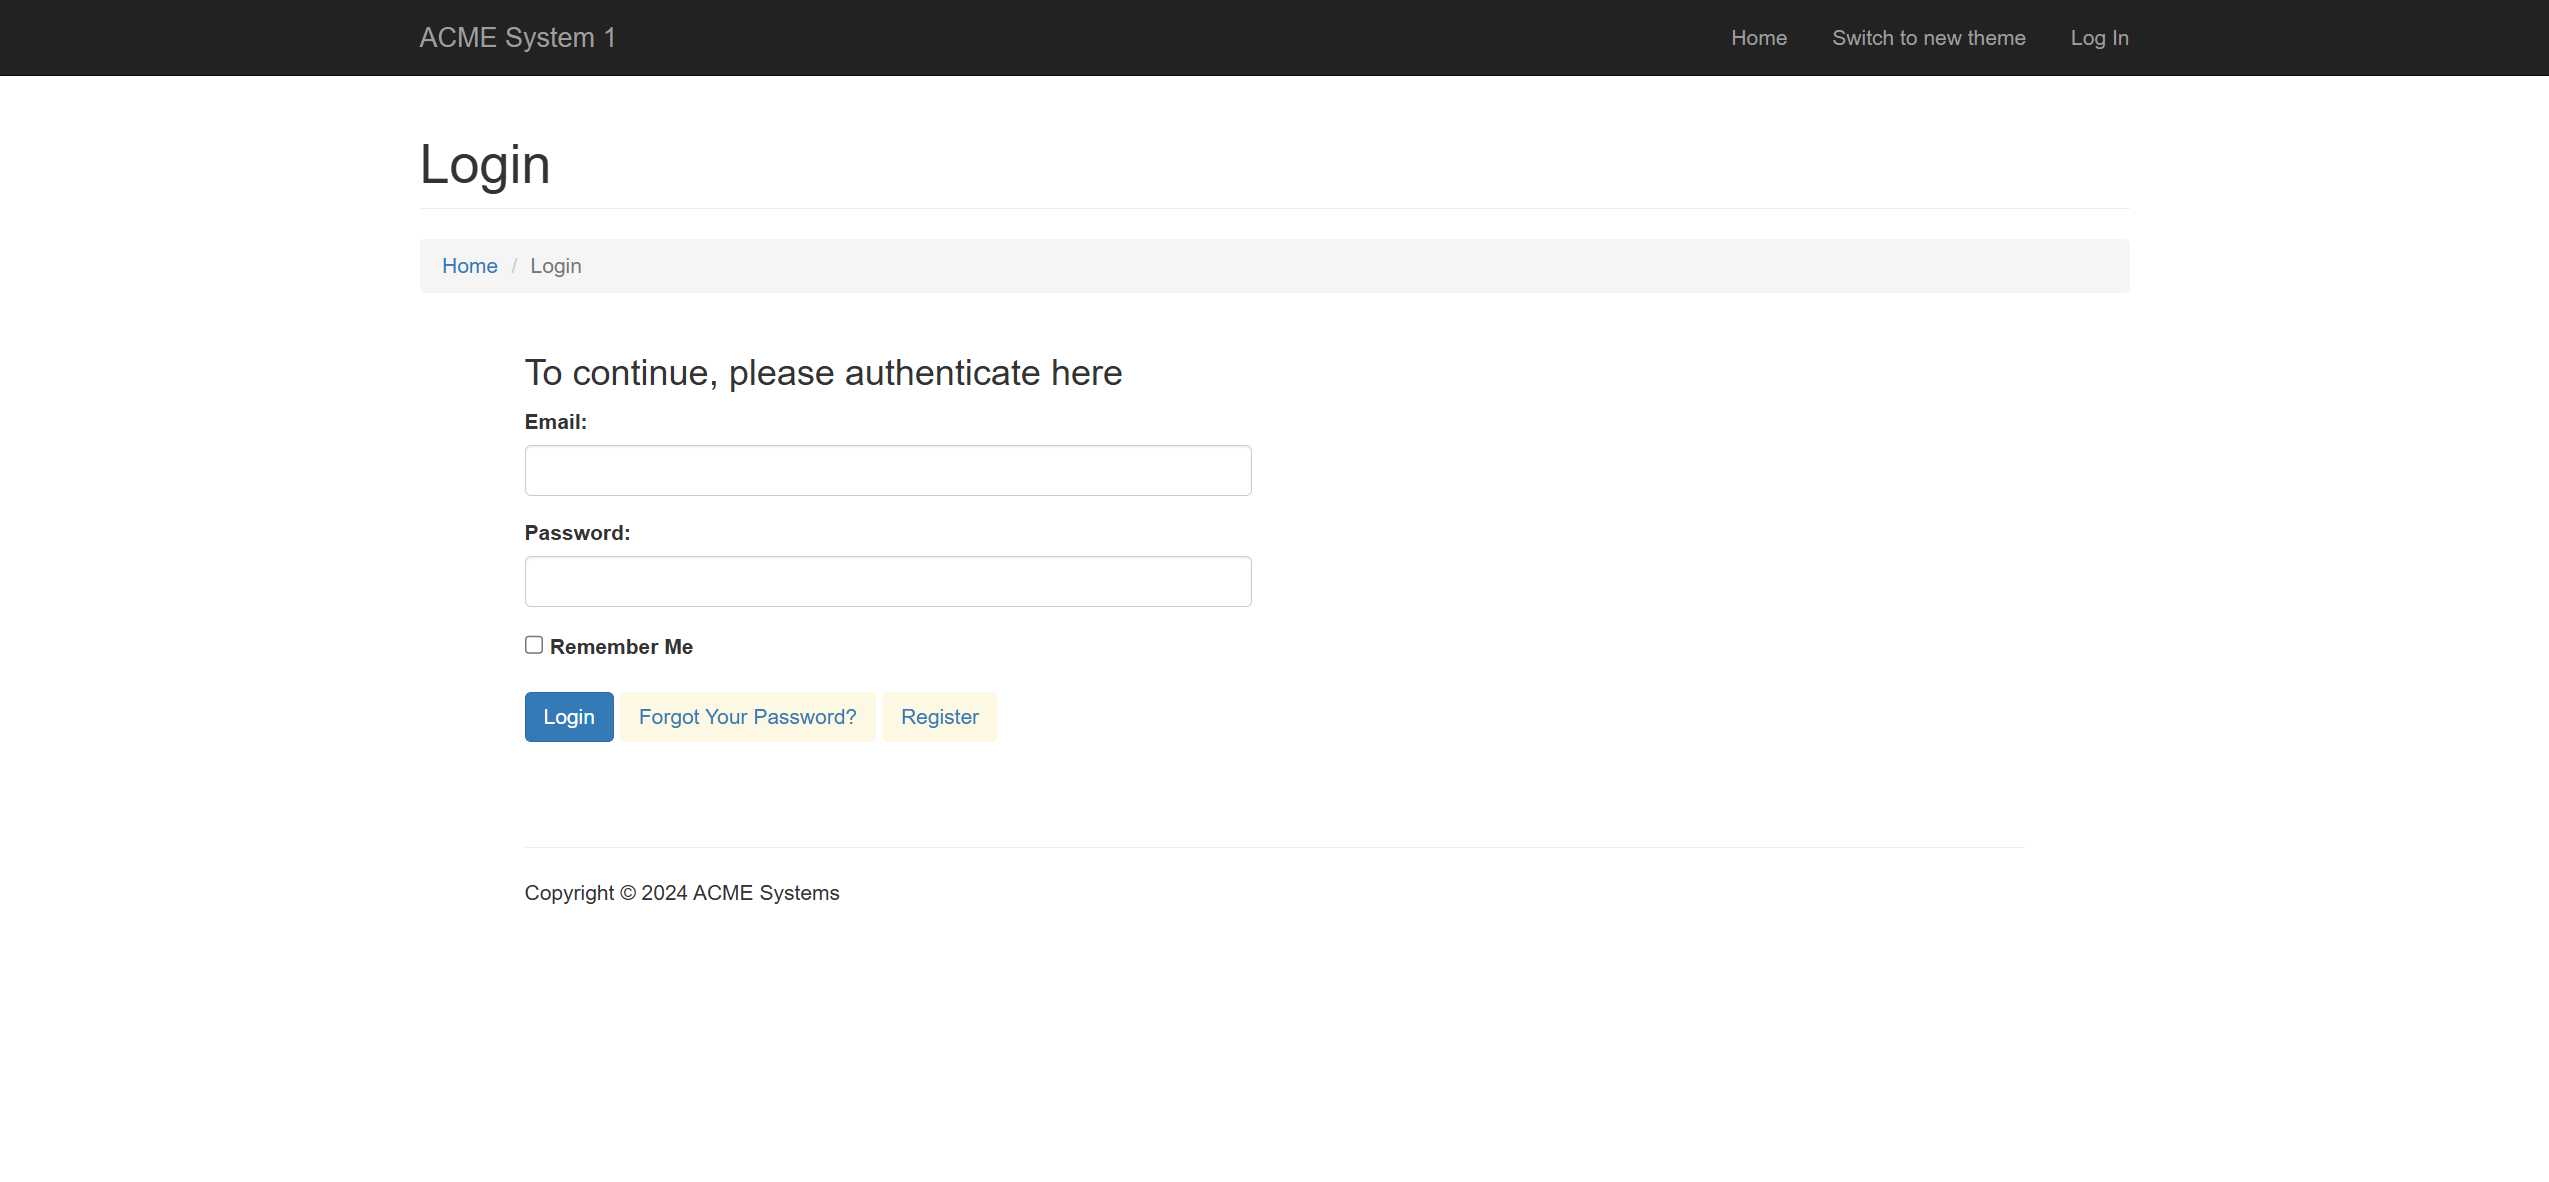 ACME System 1 Home Switch to new theme Log In
Login
Home / Login
To continue, please authenticate here
Email:
Password:
Remember Me
Login Forgot Your Password? Register
Copyright © 2024 ACME Systems